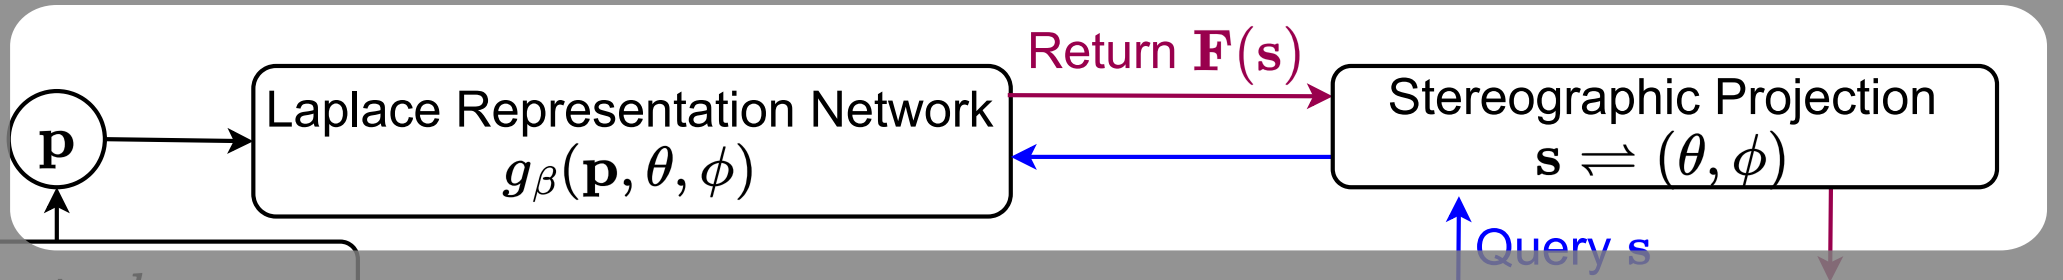 Return F(s)
p
Laplace Representation Network
g_β(p, θ, ϕ)
Stereographic Projection
s ⇌ (θ, ϕ)
Query s